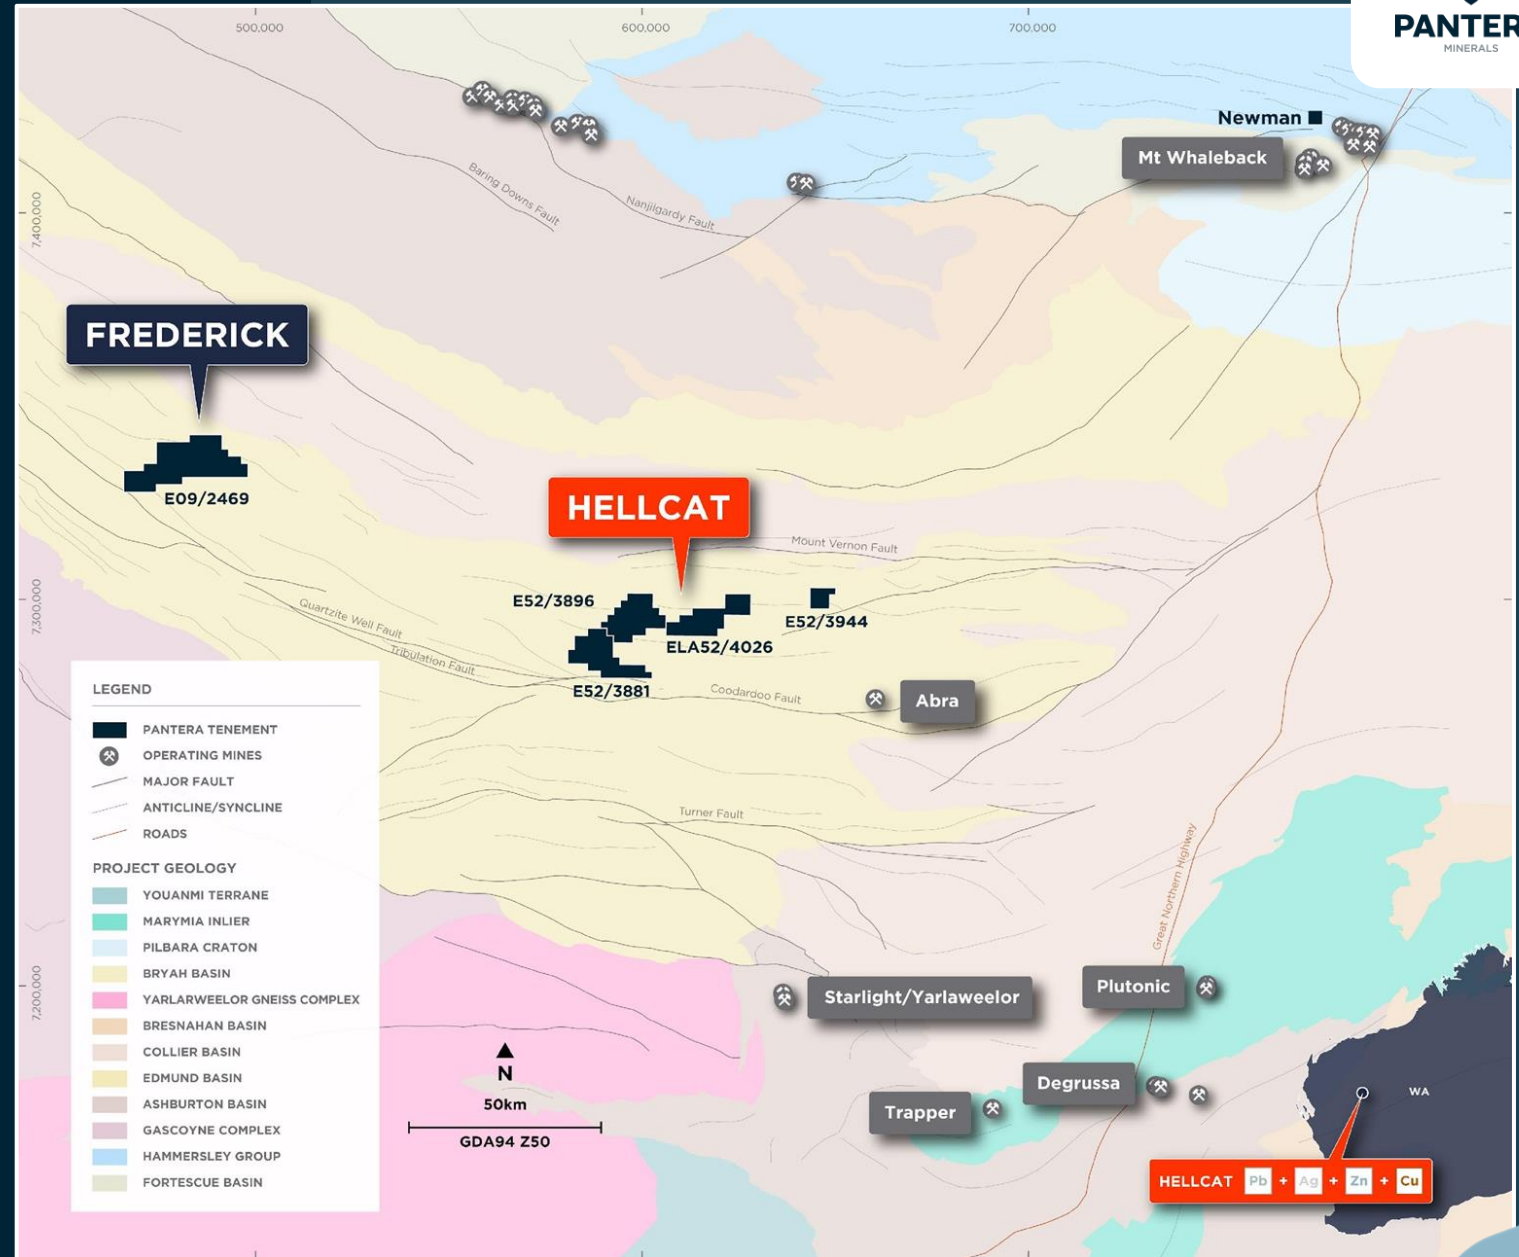 500,000
600,000
700,000
PANTER
MINERALS
Newman
Mt Whaleback
Baring Downs Fault
Nanjilgardy Fault
7,400,000
FREDERICK
E09/2469
HELLCAT
Mount Vernon Fault
7,300,000
E52/3896
E52/3944
ELA52/4026
Quartzite Well Fault
Tribulation Fault
E52/3881
Coodardoo Fault
Abra
LEGEND
PANTERA TENEMENT
OPERATING MINES
MAJOR FAULT
ANTICLINE/SYNCLINE
ROADS
PROJECT GEOLOGY
YOUANMI TERRANE
MARYMIA INLIER
PILBARA CRATON
BRYAH BASIN
YARLARWEELOR GNEISS COMPLEX
BRESNAHAN BASIN
COLLIER BASIN
EDMUND BASIN
ASHBURTON BASIN
GASCOYNE COMPLEX
HAMMERSLEY GROUP
FORTESCUE BASIN
Turner Fault
Great Northern Highway
7,200,000
Starlight/Yarlaweelor
Plutonic
Degrussa
Trapper
N
50km
GDA94 Z50
WA
HELLCAT Pb + Ag + Zn + Cu